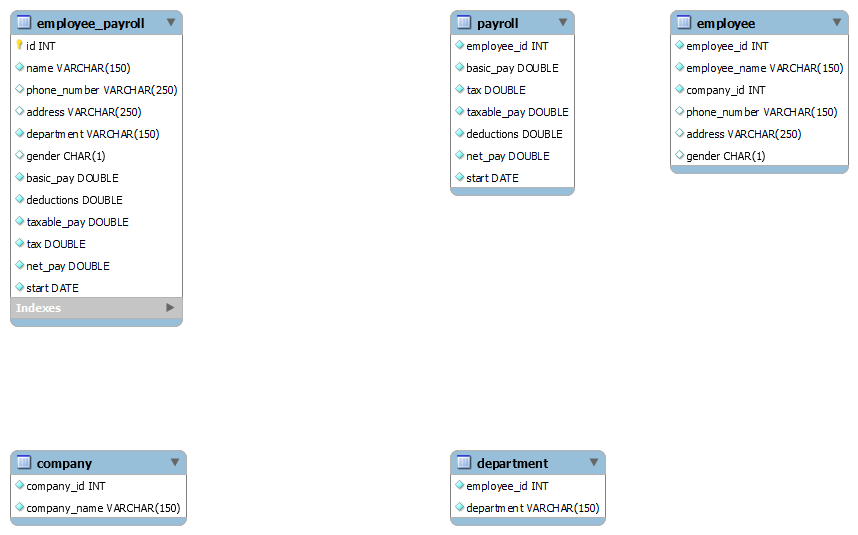 employee_payroll
id INT
name VARCHAR(150)
phone_number VARCHAR(250)
address VARCHAR(250)
department VARCHAR(150)
gender CHAR(1)
basic_pay DOUBLE
deductions DOUBLE
taxable_pay DOUBLE
tax DOUBLE
net_pay DOUBLE
start DATE
Indexes
payroll
employee_id INT
basic_pay DOUBLE
tax DOUBLE
taxable_pay DOUBLE
deductions DOUBLE
net_pay DOUBLE
start DATE
employee
employee_id INT
employee_name VARCHAR(150)
company_id INT
phone_number VARCHAR(150)
address VARCHAR(250)
gender CHAR(1)
company
company_id INT
company_name VARCHAR(150)
department
employee_id INT
department VARCHAR(150)